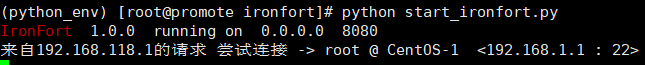 (python_env) [root@promote ironfort]# python start_ironfort.py
IronFort 1.0.0 running on 0.0.0.0 8080
来自192.168.118.1的请求 尝试连接 -> root @ CentOS-1 <192.168.1.1 : 22>